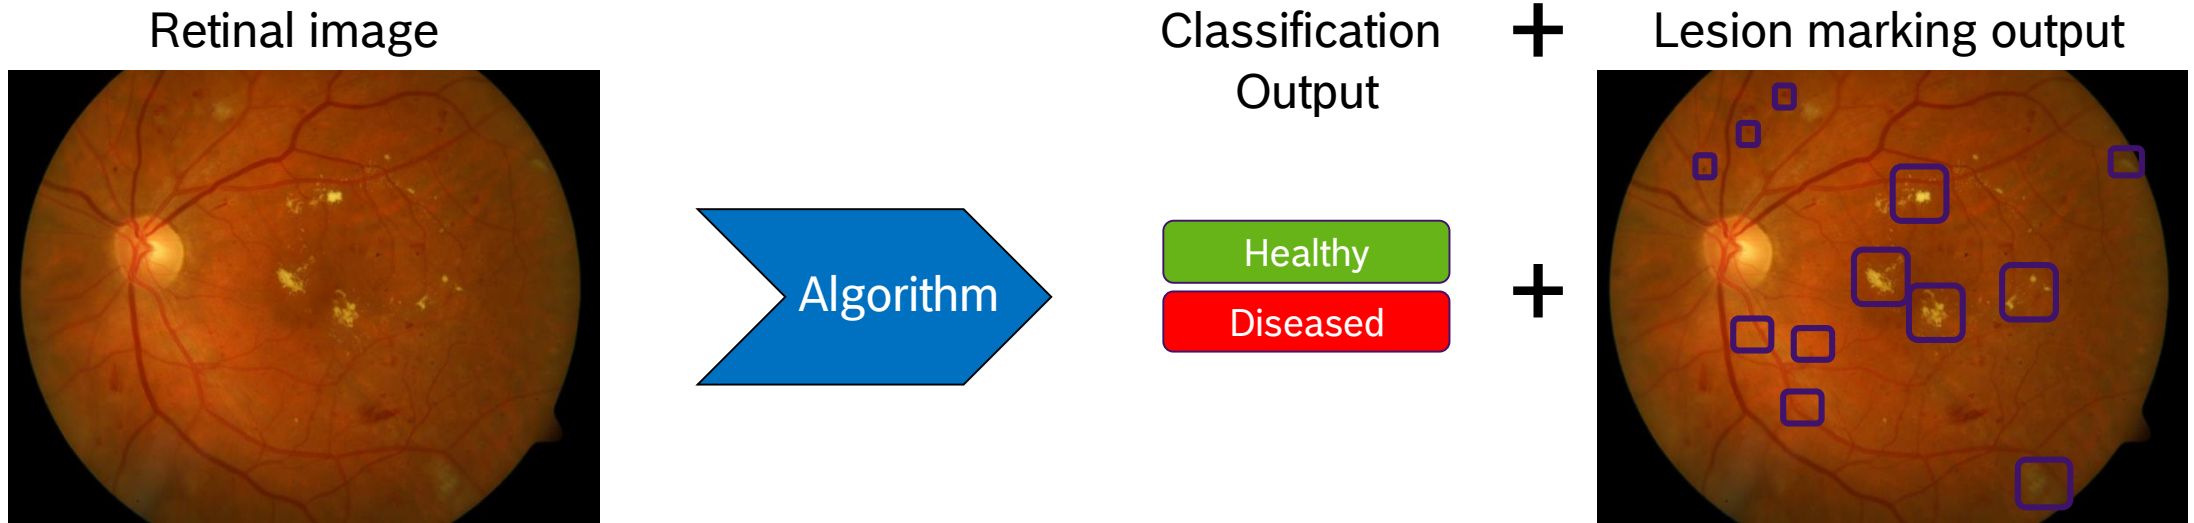 Retinal image
Classification
Output
+
Lesion marking output
Algorithm
Healthy
Diseased
+